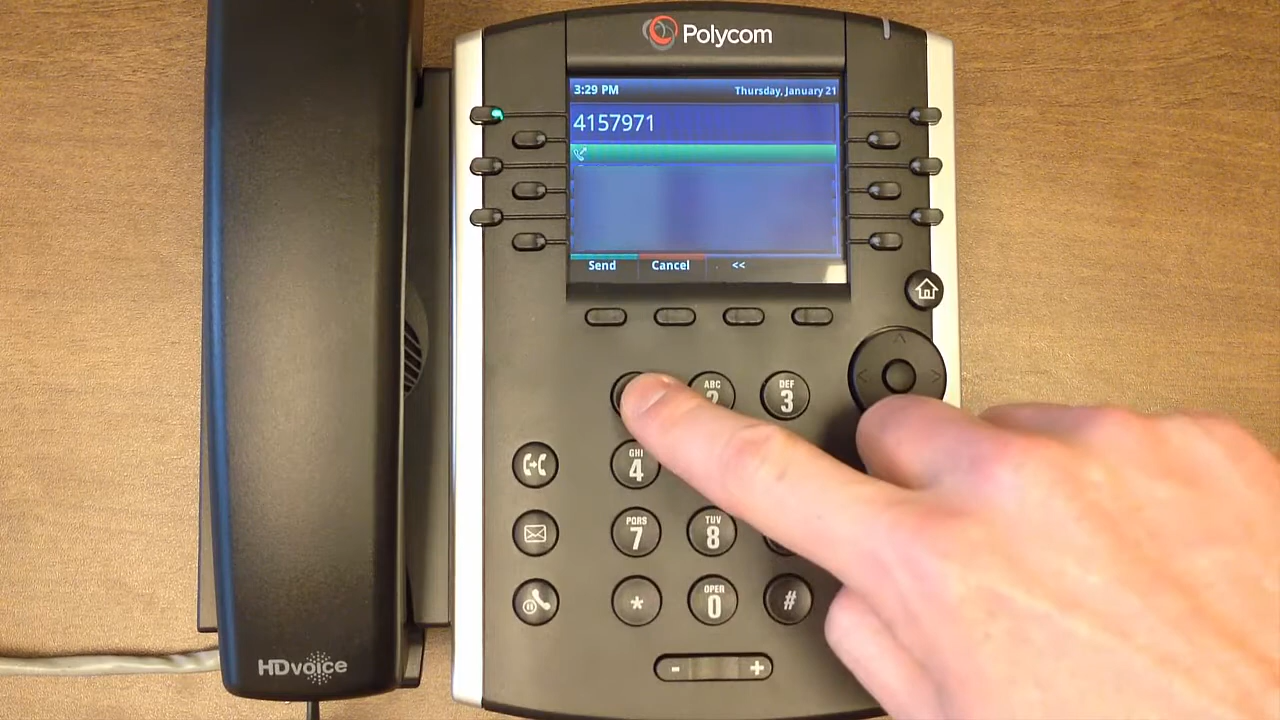 Polycom
3:29 PM Thursday, January 21
4157971
Send Cancel <<
ABC DEF
2 3
GHI
4
PQRS TUV
7 8
OPER
* 0 #
- +
HDvoice